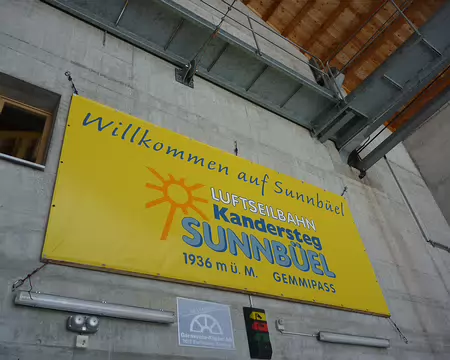 Willkommen auf Sunnbüel
LUFTSEILBAHN
Kandersteg
SUNNBÜEL
1936 m ü. M. GEMMIPASS